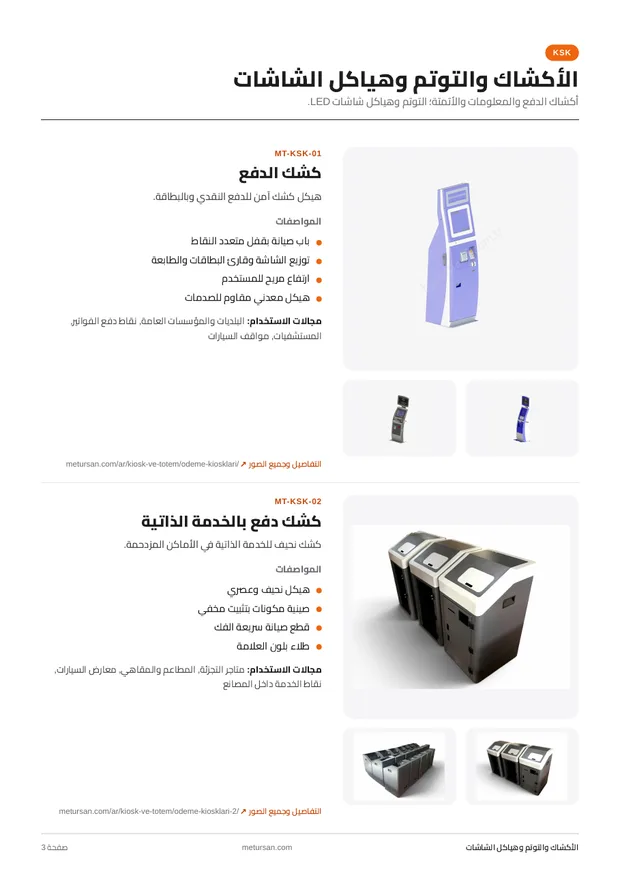 KSK
الأكشاك والتوتم وهياكل الشاشات
أكشاك الدفع والمعلومات والأتمتة؛ التوتم وهياكل شاشات LED.
MT-KSK-01
كشك الدفع
هيكل كشك آمن للدفع النقدي وبالبطاقة.
المواصفات
باب صيانة بقفل متعدد النقاط
توزيع الشاشة وقارئ البطاقات والطابعة
ارتفاع مريح للمستخدم
هيكل معدني مقاوم للصدمات
مجالات الاستخدام: البلديات والمؤسسات العامة، نقاط دفع الفواتير،
المستشفيات، مواقف السيارات
التفاصيل وجميع الصور ↗ metursan.com/ar/kiosk-ve-totem/odeme-kiosklari/
MT-KSK-02
كشك دفع بالخدمة الذاتية
كشك نحيف للخدمة الذاتية في الأماكن المزدحمة.
المواصفات
هيكل نحيف وعصري
صينية مكونات بتثبيت مخفي
قطع صيانة سريعة الفك
طلاء بلون العلامة
مجالات الاستخدام: متاجر التجزئة، المطاعم والمقاهي، معارض السيارات،
نقاط الخدمة داخل المصانع
التفاصيل وجميع الصور ↗ metursan.com/ar/kiosk-ve-totem/odeme-kiosklari-2/
الأكشاك والتوتم وهياكل الشاشات
metursan.com
صفحة 3